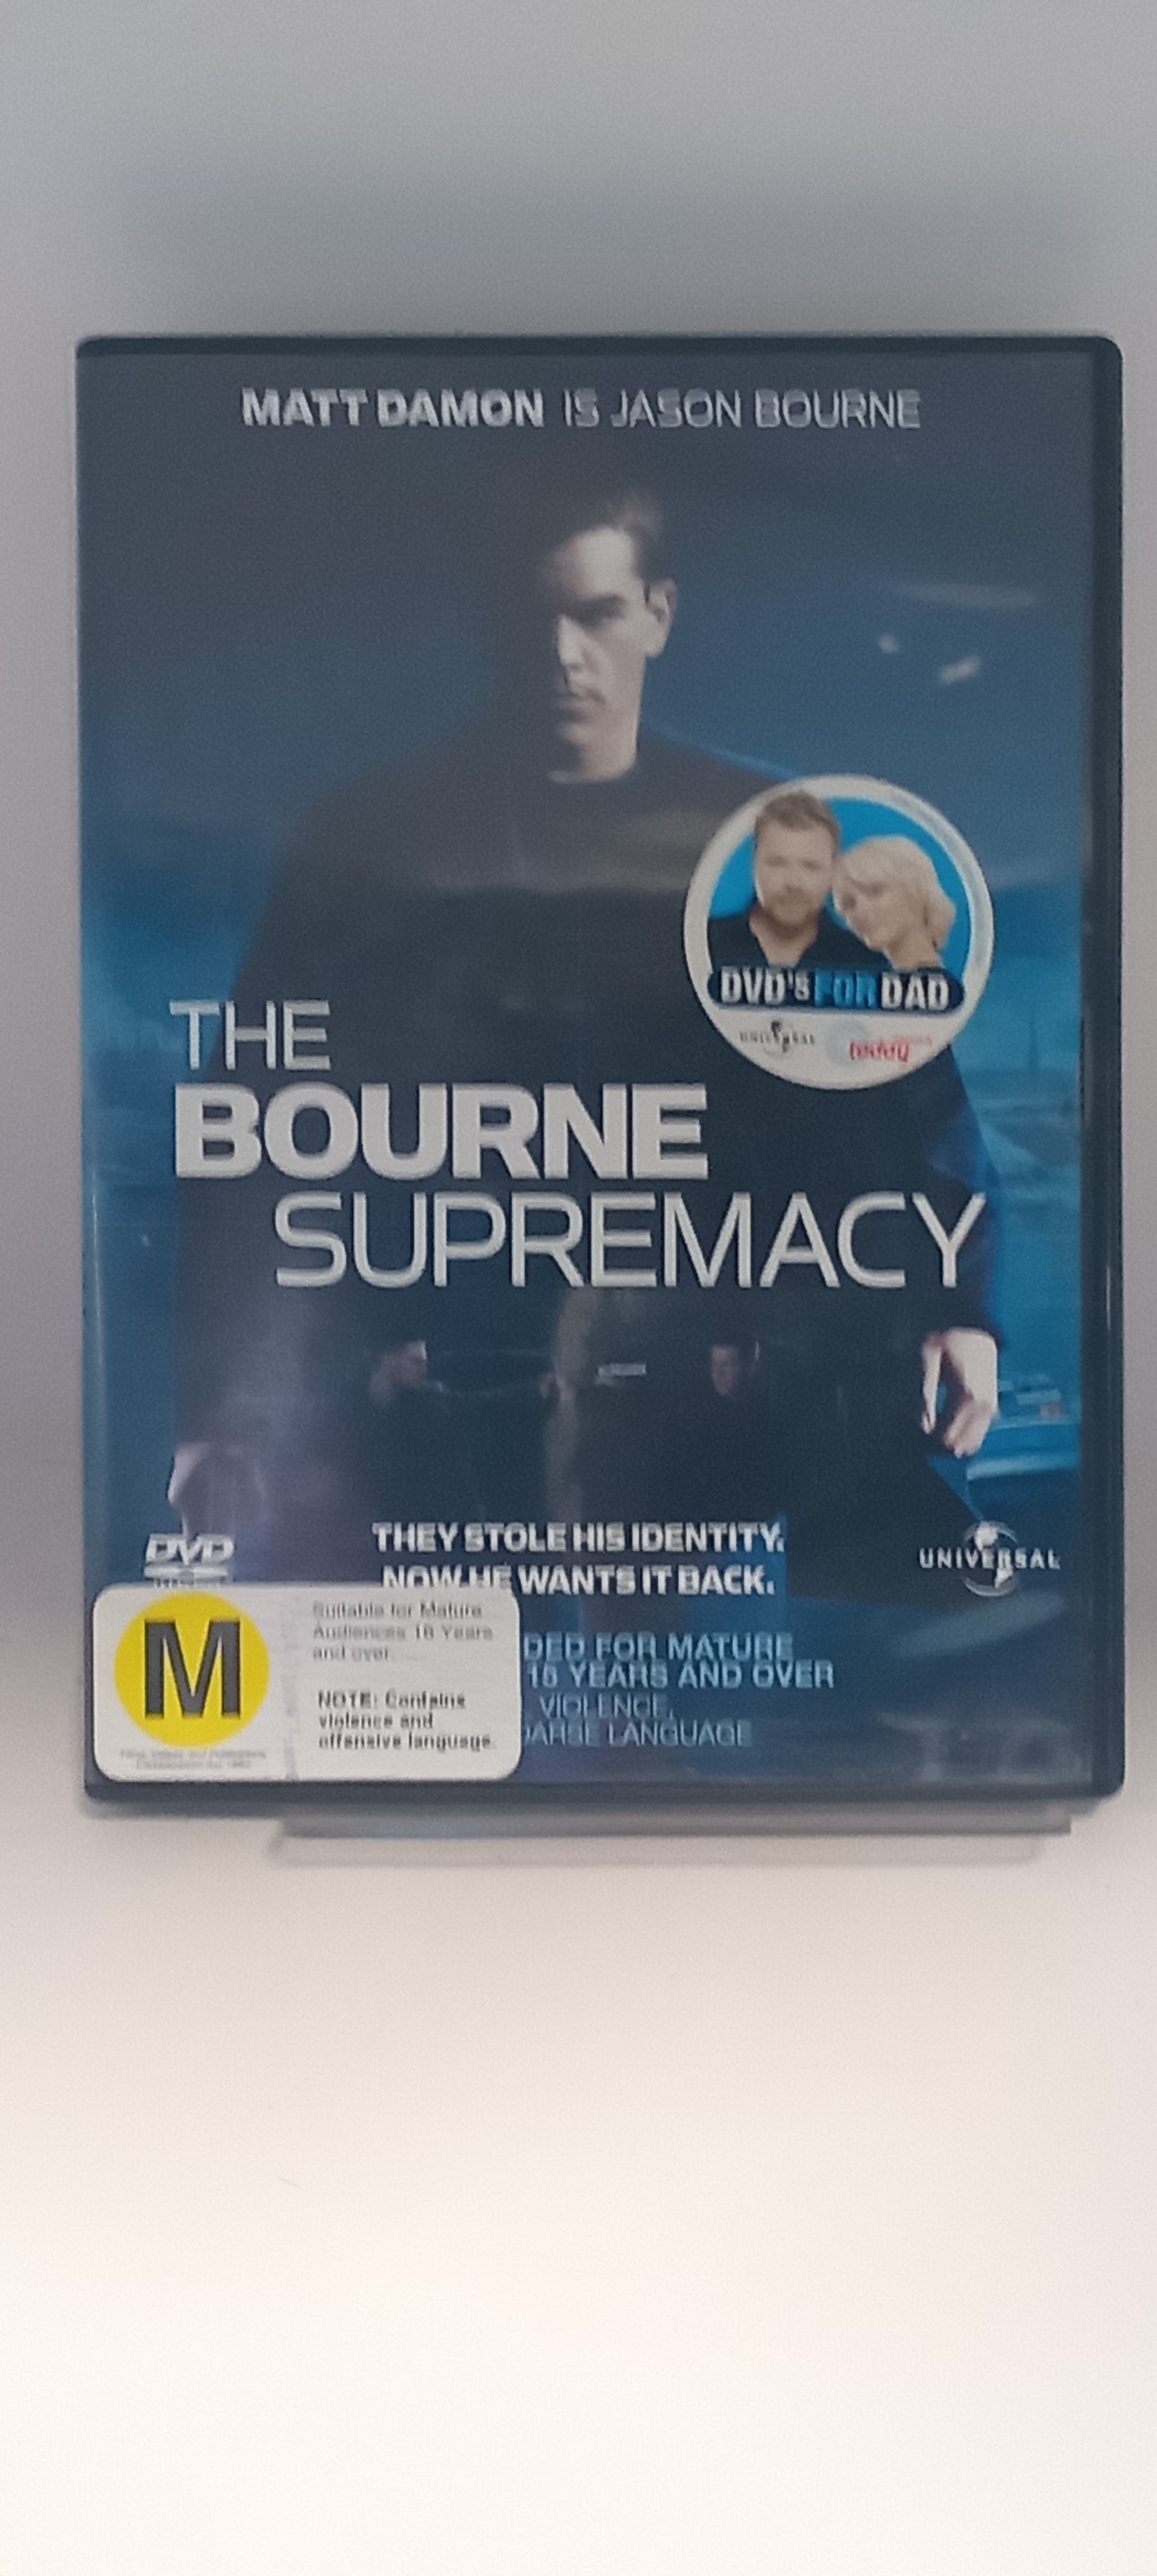 MATT DAMON IS JASON BOURNE
DVD's FOR DAD
UNIVERSAL
THE
BOURNE
SUPREMACY
THEY STOLE HIS IDENTITY.
NOW HE WANTS IT BACK.
DVD
UNIVERSAL
M
Suitable for Mature
Audiences 16 Years
and over.
NOTE: Contains
violence and
offensive language.
DED FOR MATURE
15 YEARS AND OVER
VIOLENCE,
OARSE LANGUAGE